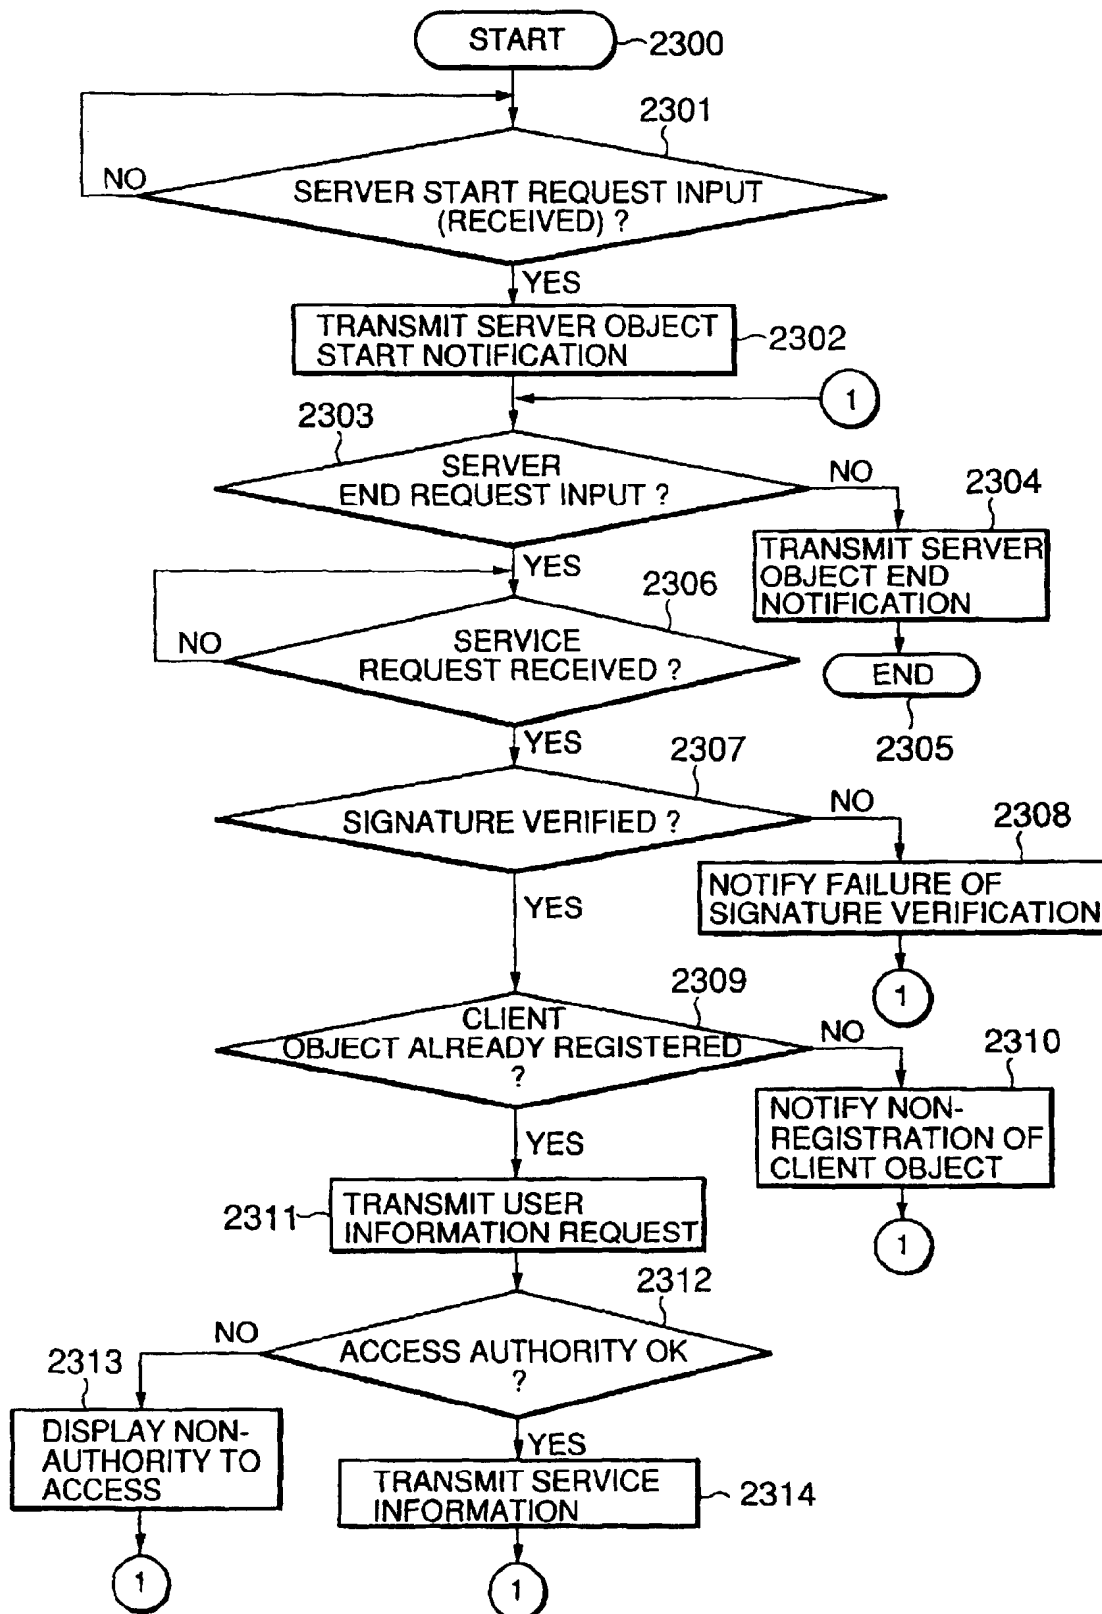 START
2300
2301
NO
SERVER START REQUEST INPUT
(RECEIVED) ?
YES
TRANSMIT SERVER OBJECT
START NOTIFICATION
2302
1
2303
SERVER
END REQUEST INPUT ?
NO
2304
TRANSMIT SERVER
OBJECT END
NOTIFICATION
YES
2306
NO
SERVICE
REQUEST RECEIVED ?
END
2305
YES
2307
SIGNATURE VERIFIED ?
NO
2308
NOTIFY FAILURE OF
SIGNATURE VERIFICATION
YES
1
2309
CLIENT
OBJECT ALREADY REGISTERED
?
NO
2310
NOTIFY NON-
REGISTRATION OF
CLIENT OBJECT
YES
1
2311
TRANSMIT USER
INFORMATION REQUEST
2312
NO
ACCESS AUTHORITY OK
?
2313
DISPLAY NON-
AUTHORITY TO
ACCESS
YES
TRANSMIT SERVICE
INFORMATION
2314
1
1